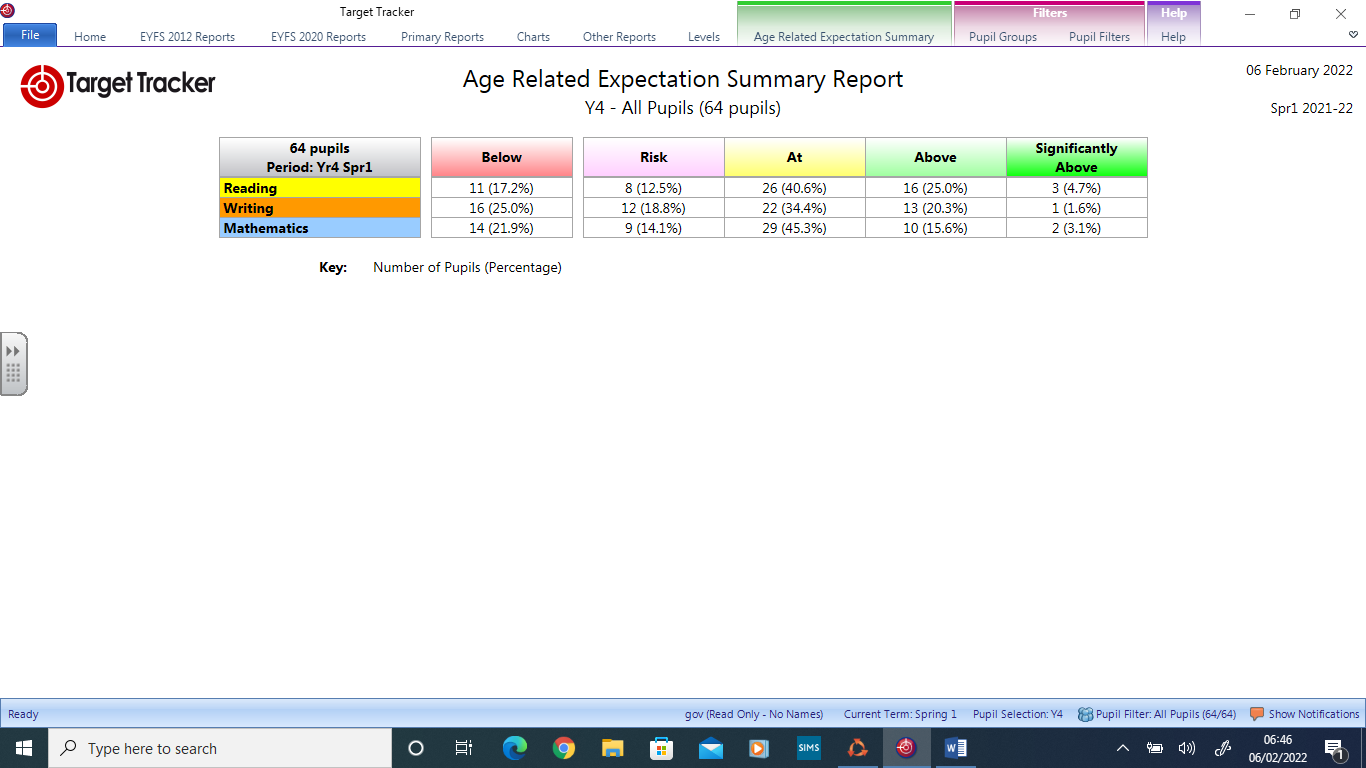 Target Tracker
Filters
Help
File
Home
EYFS 2012 Reports
EYFS 2020 Reports
Primary Reports
Charts
Other Reports
Levels
Age Related Expectation Summary
Pupil Groups
Pupil Filters
Help
Target Tracker
Age Related Expectation Summary Report
06 February 2022
Y4 - All Pupils (64 pupils)
Spr1 2021-22
64 pupils
Period: Yr4 Spr1
Below
Risk
At
Above
Significantly
Above
Reading 11 (17.2%) 8 (12.5%) 26 (40.6%) 16 (25.0%) 3 (4.7%)
Writing 16 (25.0%) 12 (18.8%) 22 (34.4%) 13 (20.3%) 1 (1.6%)
Mathematics 14 (21.9%) 9 (14.1%) 29 (45.3%) 10 (15.6%) 2 (3.1%)
Key: Number of Pupils (Percentage)
Ready
gov (Read Only - No Names)
Current Term: Spring 1
Pupil Selection: Y4
Pupil Filter: All Pupils (64/64)
Show Notifications
Type here to search
SIMS
W
06:46
06/02/2022
1